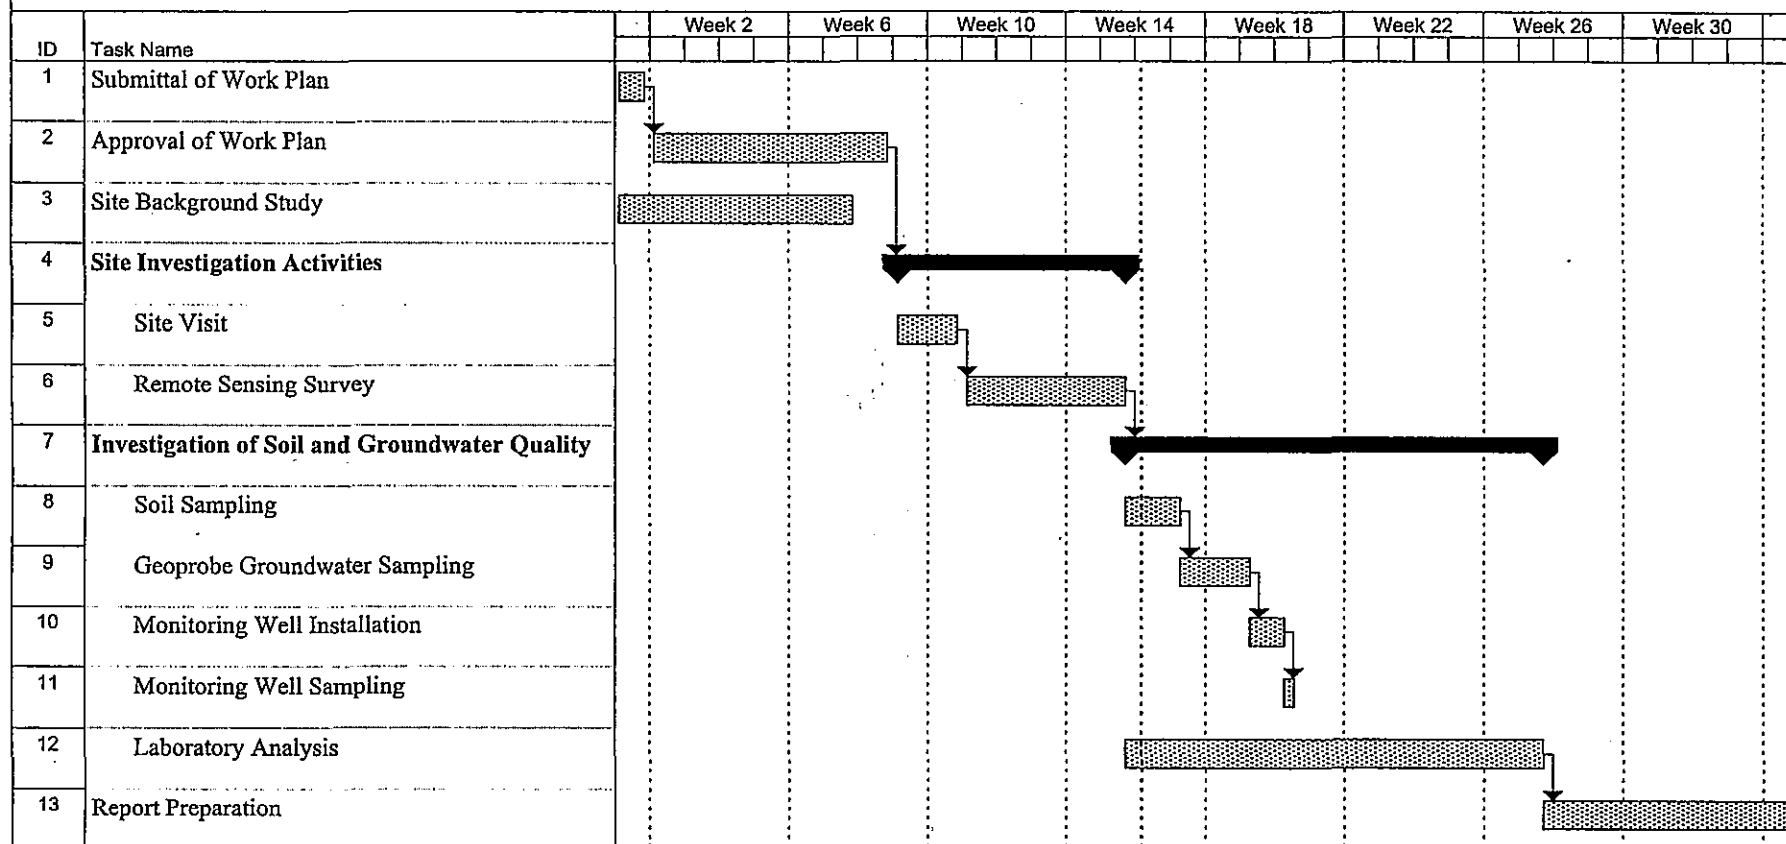 Week 2 Week 6 Week 10 Week 14 Week 18 Week 22 Week 26 Week 30
ID Task Name
1 Submittal of Work Plan
2 Approval of Work Plan
3 Site Background Study
4 Site Investigation Activities
5 Site Visit
6 Remote Sensing Survey
7 Investigation of Soil and Groundwater Quality
8 Soil Sampling
9 Geoprobe Groundwater Sampling
10 Monitoring Well Installation
11 Monitoring Well Sampling
12 Laboratory Analysis
13 Report Preparation